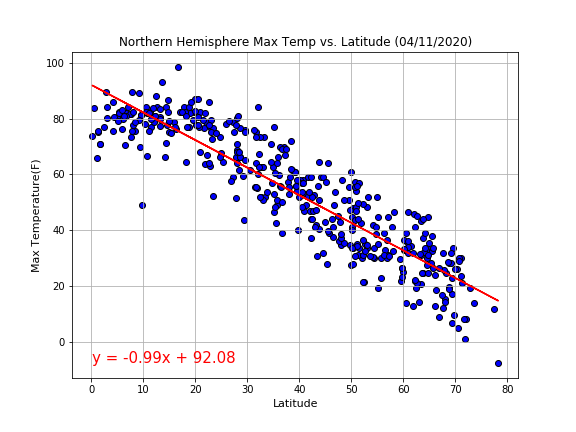 Northern Hemisphere Max Temp vs. Latitude (04/11/2020)
100
80
60
40
20
0
Max Temperature(F)
y = -0.99x + 92.08
0 10 20 30 40 50 60 70 80
Latitude